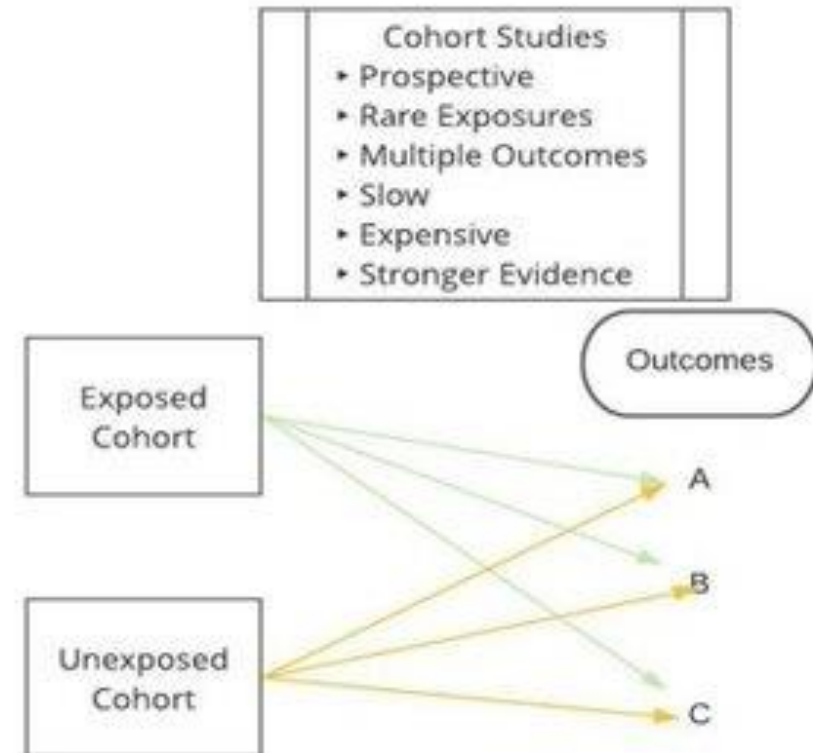 Cohort Studies
‣ Prospective
‣ Rare Exposures
‣ Multiple Outcomes
‣ Slow
‣ Expensive
‣ Stronger Evidence
Outcomes
Exposed
Cohort
A
B
Unexposed
Cohort
C